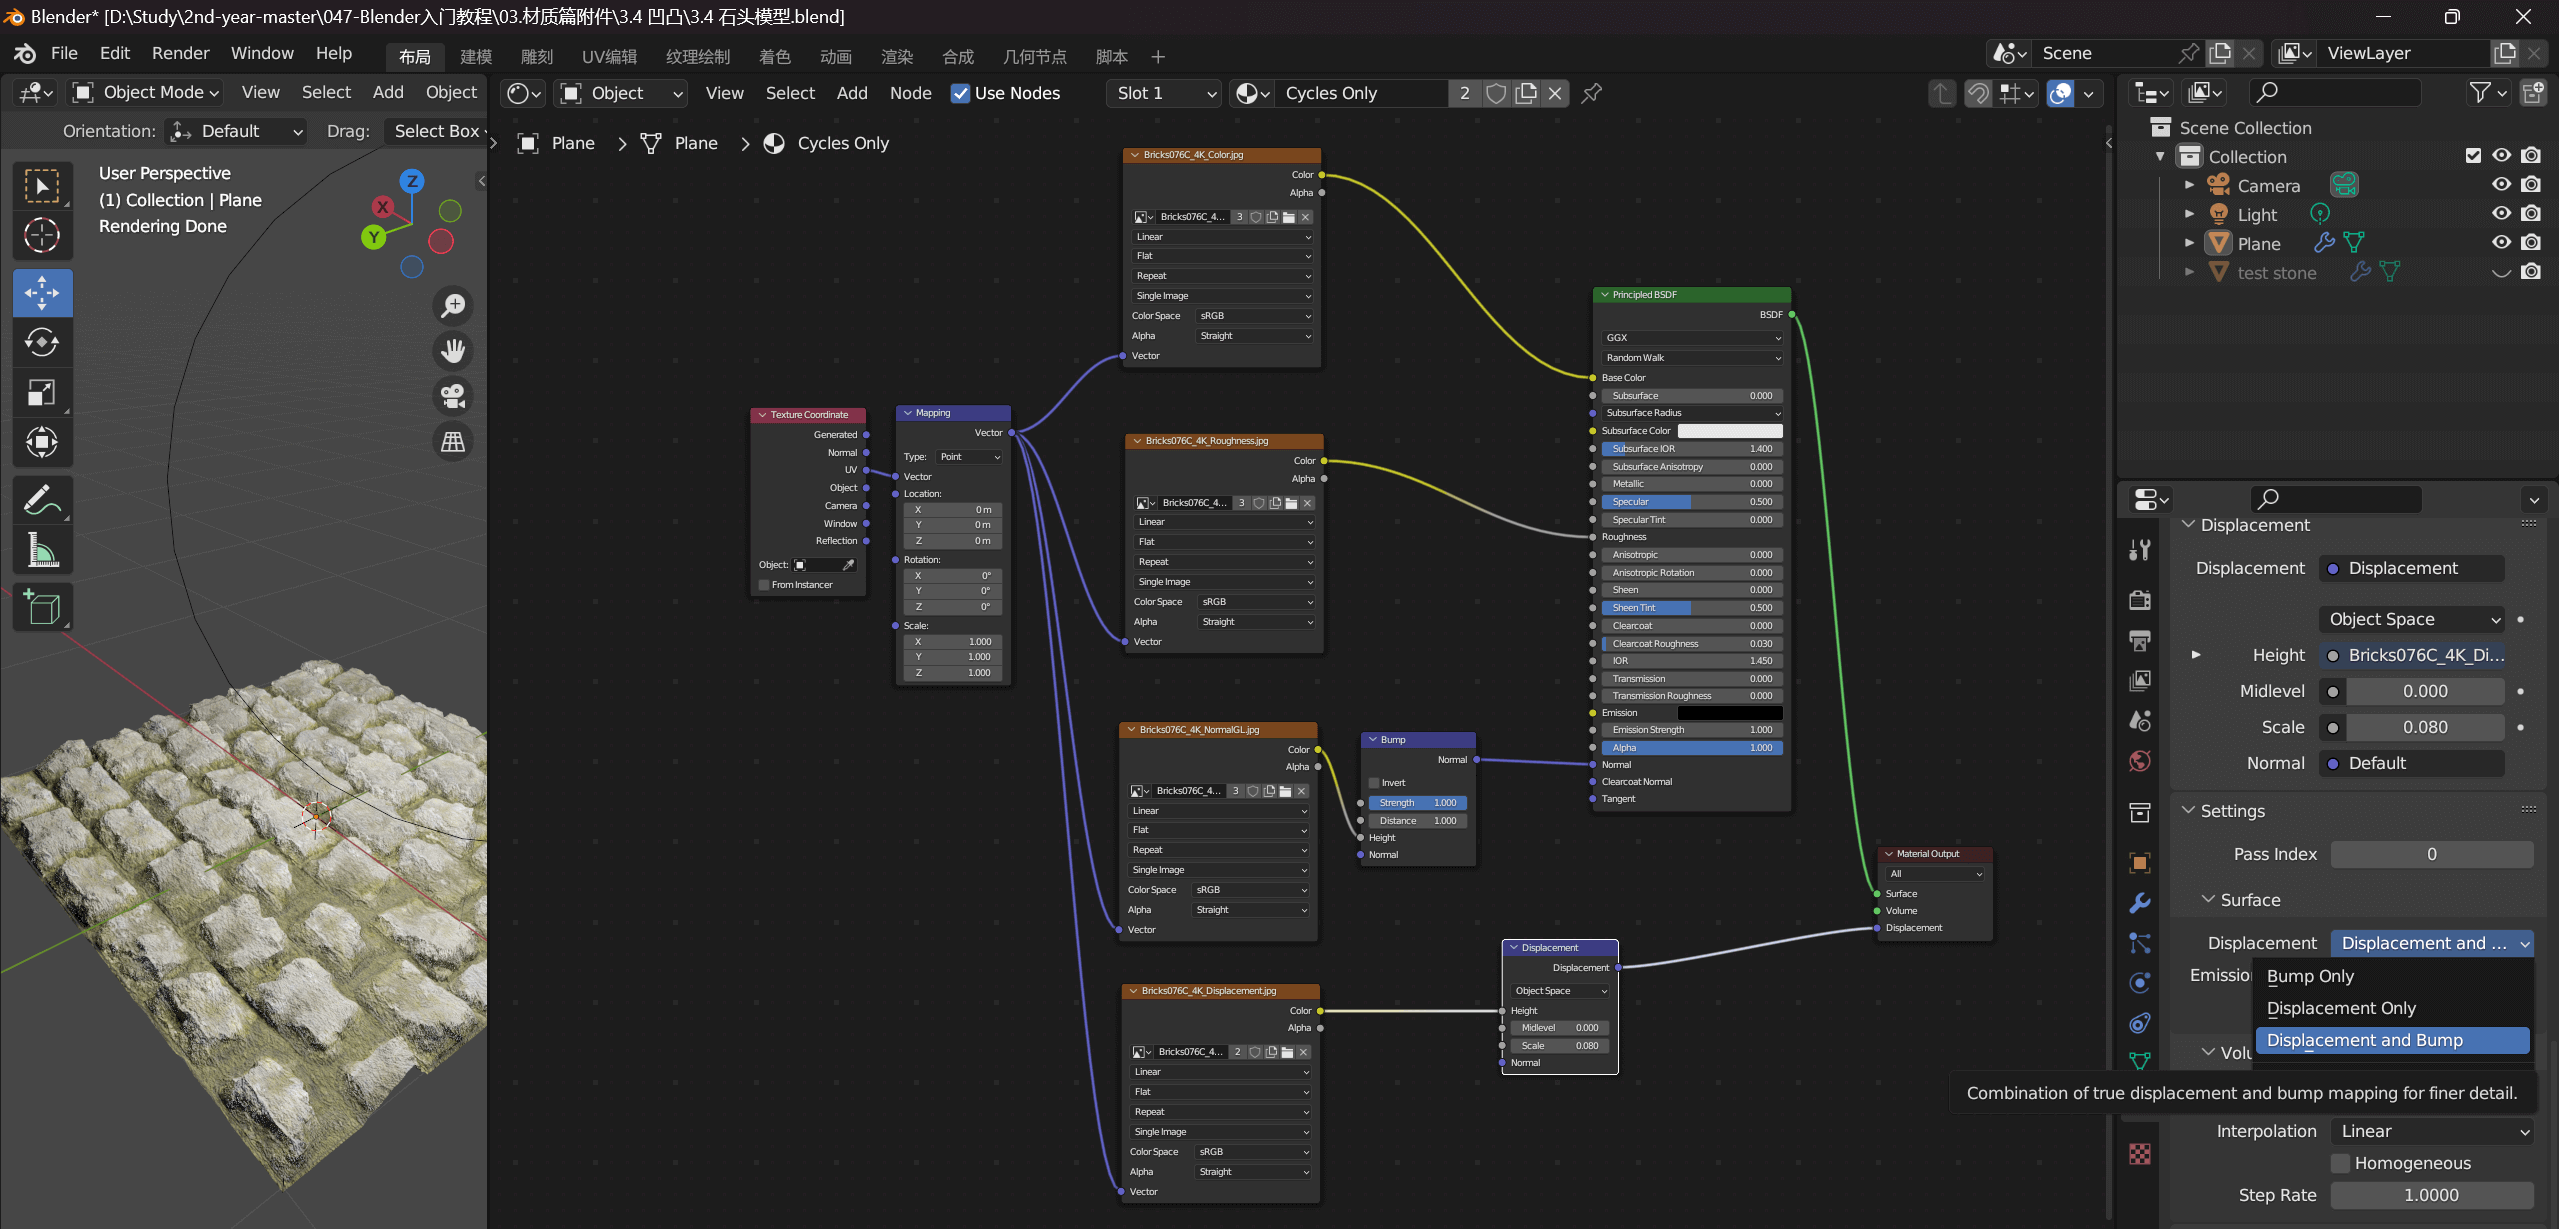 Blender* [D:\Study\2nd-year-master\047-Blender入门教程\03.材质篇附件\3.4 凹凸\3.4 石头模型.blend]
File Edit Render Window Help 布局 建模 雕刻 UV编辑 纹理绘制 着色 动画 渲染 合成 几何节点 脚本 + Scene ViewLayer
Object Mode View Select Add Object
Orientation: Default Drag: Select Box
User Perspective
(1) Collection | Plane
Rendering Done
Z
X
Y
Object View Select Add Node Use Nodes Slot 1 Cycles Only 2
Plane > Plane > Cycles Only
Texture Coordinate
Generated
Normal
UV
Object
Camera
Window
Reflection
Object:
From Instancer
Mapping
Vector
Type: Point
Vector
Location:
X 0 m
Y 0 m
Z 0 m
Rotation:
X 0°
Y 0°
Z 0°
Scale:
X 1.000
Y 1.000
Z 1.000
Bricks076C_4K_Color.jpg
Color
Alpha
Bricks076C_4... 3
Linear
Flat
Repeat
Single Image
Color Space sRGB
Alpha Straight
Vector
Bricks076C_4K_Roughness.jpg
Color
Alpha
Bricks076C_4... 3
Linear
Flat
Repeat
Single Image
Color Space sRGB
Alpha Straight
Vector
Bricks076C_4K_NormalGL.jpg
Color
Alpha
Bricks076C_4... 3
Linear
Flat
Repeat
Single Image
Color Space sRGB
Alpha Straight
Vector
Bricks076C_4K_Displacement.jpg
Color
Alpha
Bricks076C_4... 2
Linear
Flat
Repeat
Single Image
Color Space sRGB
Alpha Straight
Vector
Bump
Normal
Invert
Strength 1.000
Distance 1.000
Height
Normal
Displacement
Displacement
Object Space
Height
Midlevel 0.000
Scale 0.080
Normal
Principled BSDF
BSDF
GGX
Random Walk
Base Color
Subsurface 0.000
Subsurface Radius
Subsurface Color
Subsurface IOR 1.400
Subsurface Anisotropy 0.000
Metallic 0.000
Specular 0.500
Specular Tint 0.000
Roughness
Anisotropic 0.000
Anisotropic Rotation 0.000
Sheen 0.000
Sheen Tint 0.500
Clearcoat 0.000
Clearcoat Roughness 0.030
IOR 1.450
Transmission 0.000
Transmission Roughness 0.000
Emission
Emission Strength 1.000
Alpha 1.000
Normal
Clearcoat Normal
Tangent
Material Output
All
Surface
Volume
Displacement
Scene Collection
Collection
Camera
Light
Plane
test stone
Displacement
Displacement Displacement
Object Space
Height Bricks076C_4K_Di...
Midlevel 0.000
Scale 0.080
Normal Default
Settings
Pass Index 0
Surface
Displacement Displacement and ...
Emissio
Bump Only
Displacement Only
Displacement and Bump
Volu
Combination of true displacement and bump mapping for finer detail.
Interpolation Linear
Homogeneous
Step Rate 1.0000